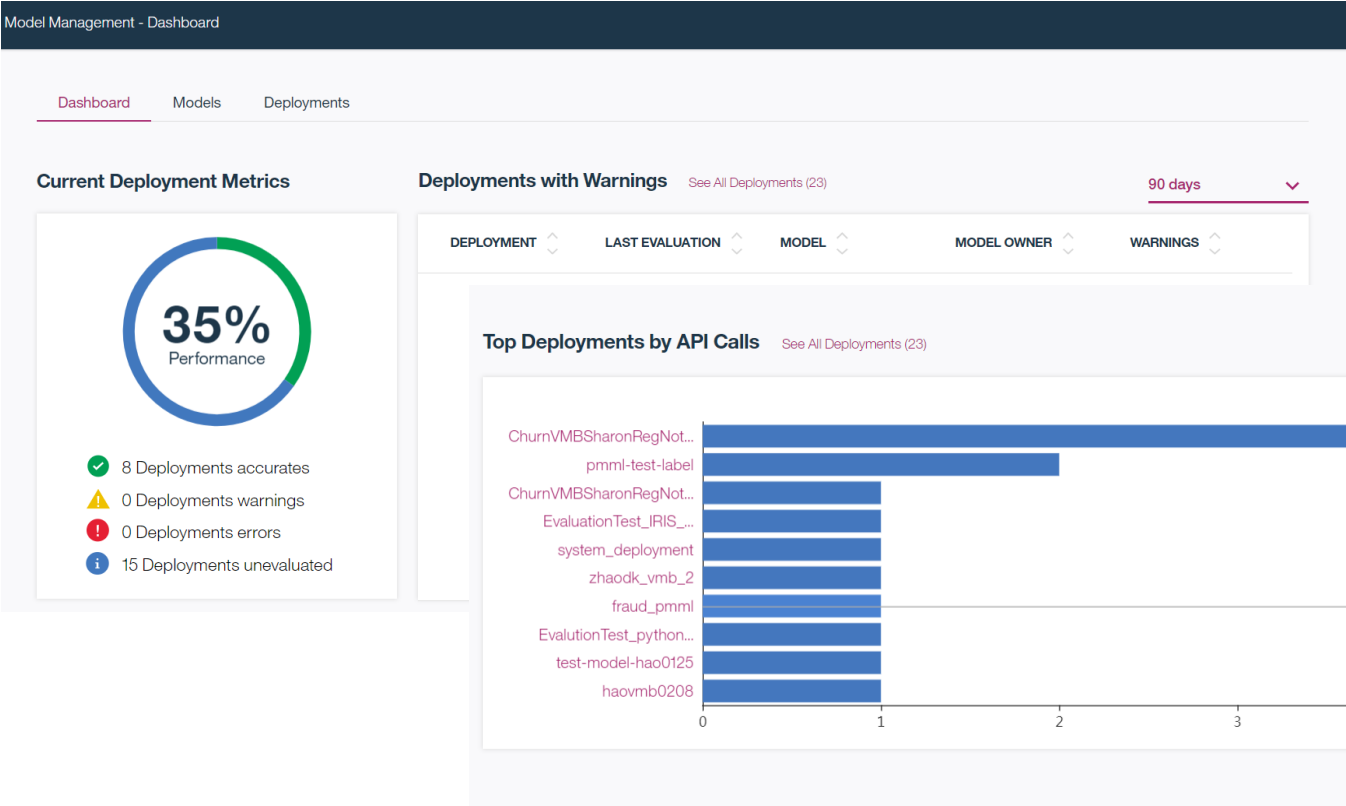 Model Management - Dashboard
Dashboard Models Deployments
Current Deployment Metrics
35%
Performance
8 Deployments accurates
0 Deployments warnings
0 Deployments errors
15 Deployments unevaluated
Deployments with Warnings See All Deployments (23)
90 days
DEPLOYMENT LAST EVALUATION MODEL MODEL OWNER WARNINGS
Top Deployments by API Calls See All Deployments (23)
ChurnVMBSharonRegNot...
pmml-test-label
ChurnVMBSharonRegNot...
EvaluationTest_IRIS_...
system_deployment
zhaodk_vmb_2
fraud_pmml
EvalutionTest_python...
test-model-hao0125
haovmb0208
0 1 2 3